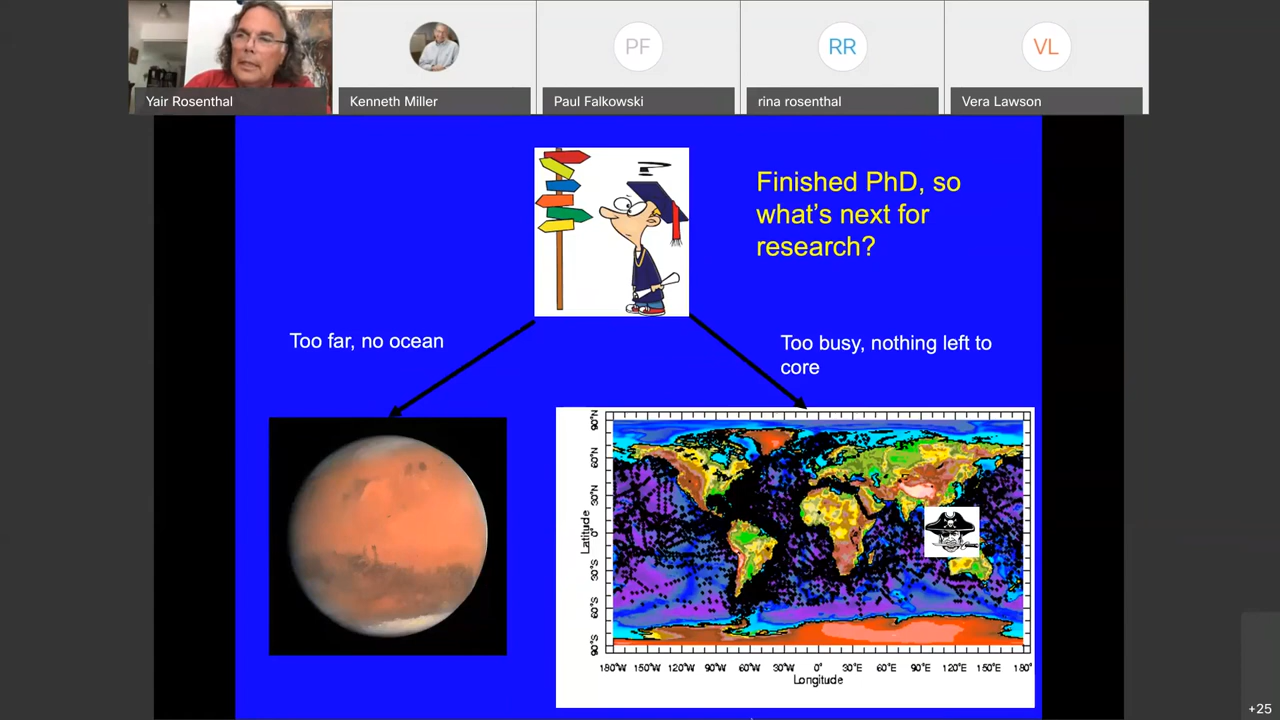 Yair Rosenthal
Kenneth Miller
PF
Paul Falkowski
RR
rina rosenthal
VL
Vera Lawson
Finished PhD, so
what's next for
research?
Too far, no ocean
Too busy, nothing left to
core
90°N
60°N
30°N
0°
30°S
60°S
90°S
Latitude
180°W 150°W 120°W 90°W 60°W 30°W 0° 30°E 60°E 90°E 120°E 150°E 180°
Longitude
+25